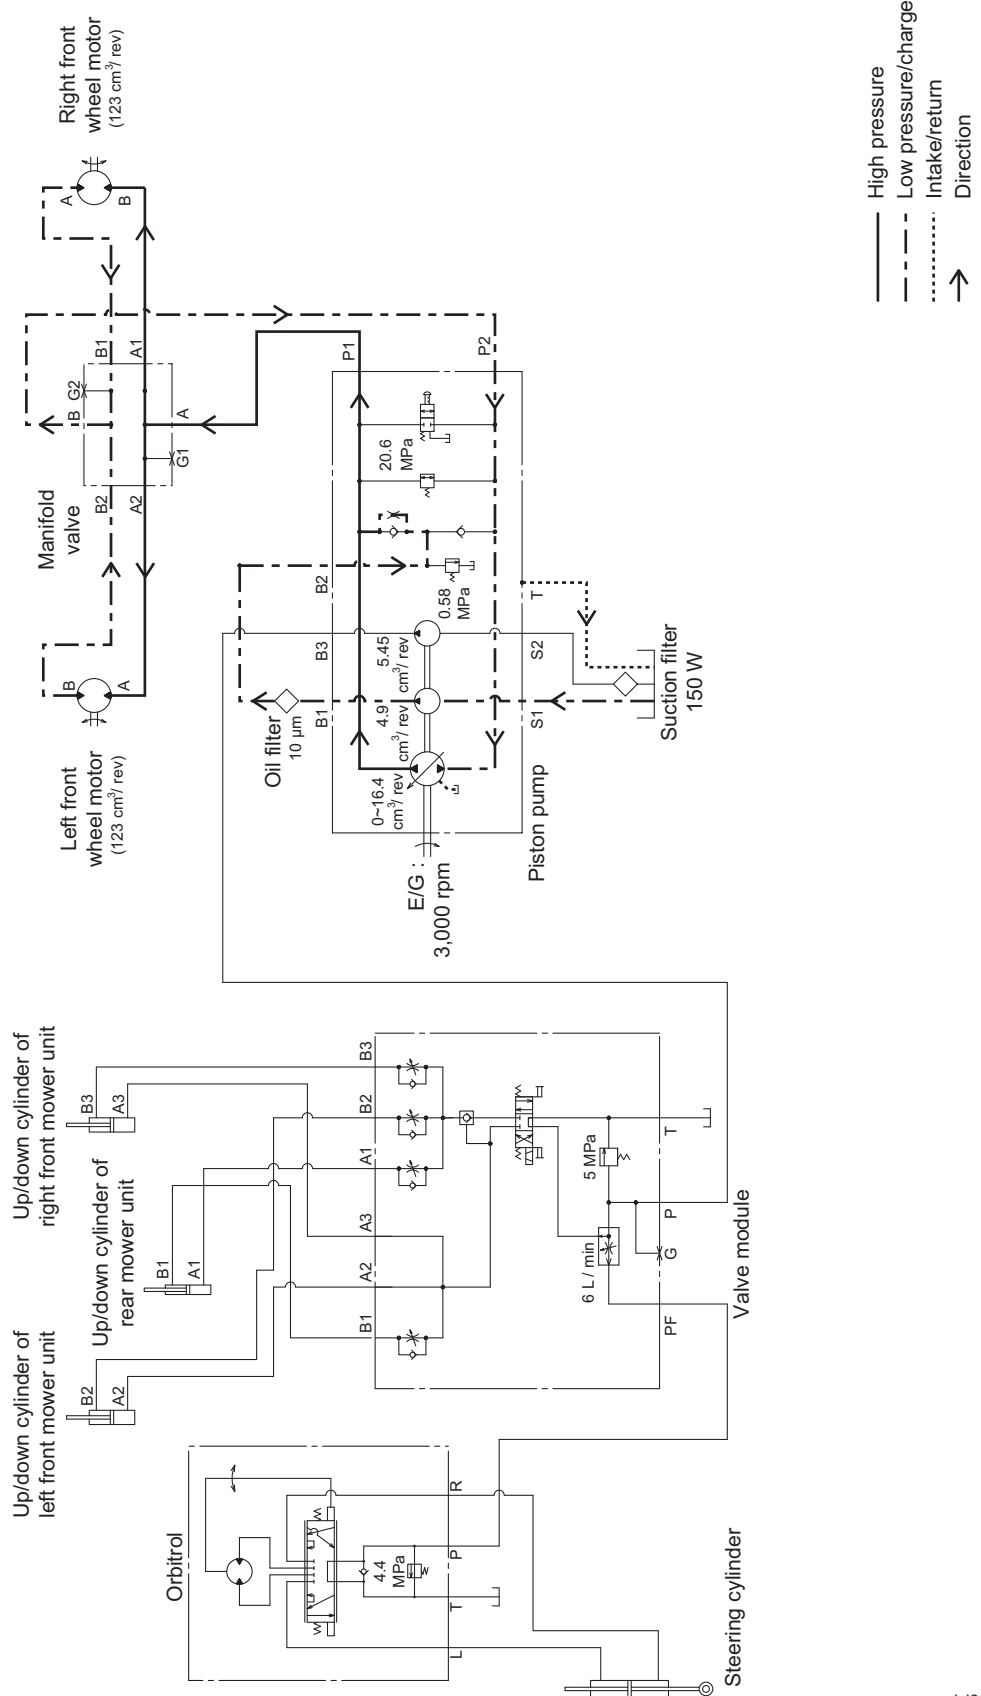 Right front
wheel motor
(123 cm³/ rev)
A
B
B1
A1
G2
B
A
G1
B2
A2
Manifold
valve
B
A
Left front
wheel motor
(123 cm³/ rev)
P1
P2
20.6
MPa
0.58
MPa
B2
B3
B1
T
S2
S1
5.45
cm³/ rev
4.9
cm³/ rev
0~16.4
cm³/ rev
Oil filter
10 µm
Suction filter
150 W
Piston pump
E/G :
3,000 rpm
High pressure
Low pressure/charge
Intake/return
Direction
Up/down cylinder of
right front mower unit
B3
A3
Up/down cylinder of
rear mower unit
B1
A1
Up/down cylinder of
left front mower unit
B2
A2
B3
B2
A1
A3
A2
B1
5 MPa
6 L / min
T
P
G
PF
Valve module
Orbitrol
4.4
MPa
R
P
T
L
Steering cylinder